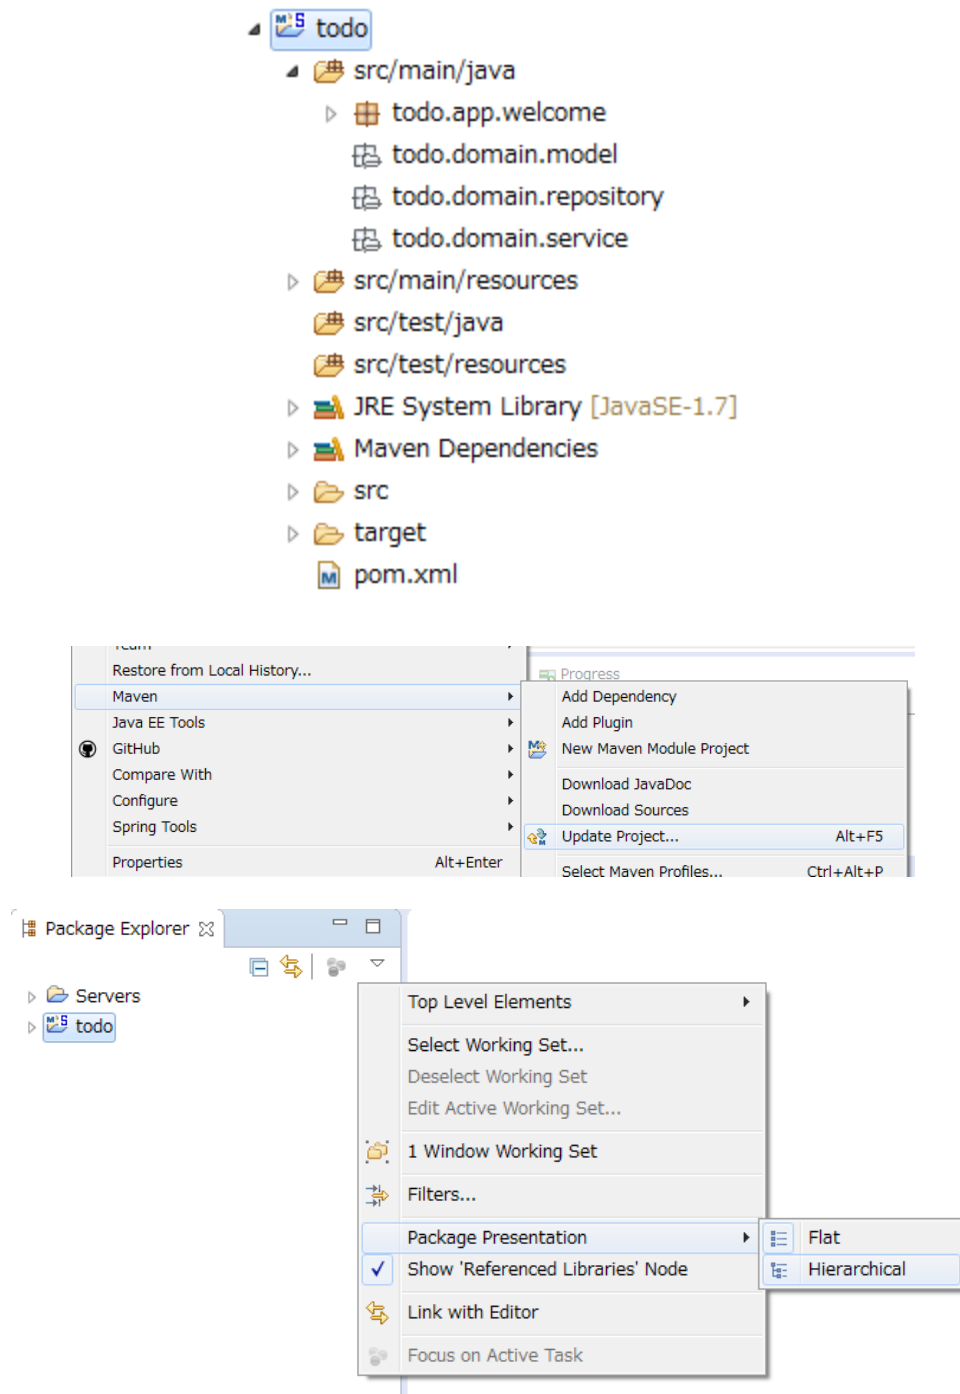 todo
src/main/java
todo.app.welcome
todo.domain.model
todo.domain.repository
todo.domain.service
src/main/resources
src/test/java
src/test/resources
JRE System Library [JavaSE-1.7]
Maven Dependencies
src
target
pom.xml
Team
Restore from Local History...
Progress
Maven
Add Dependency
Java EE Tools
Add Plugin
GitHub
New Maven Module Project
Compare With
Download JavaDoc
Configure
Download Sources
Spring Tools
Update Project... Alt+F5
Properties Alt+Enter
Select Maven Profiles... Ctrl+Alt+P
Package Explorer
Servers
todo
Top Level Elements
Select Working Set...
Deselect Working Set
Edit Active Working Set...
1 Window Working Set
Filters...
Package Presentation
Flat
Show 'Referenced Libraries' Node
Hierarchical
Link with Editor
Focus on Active Task